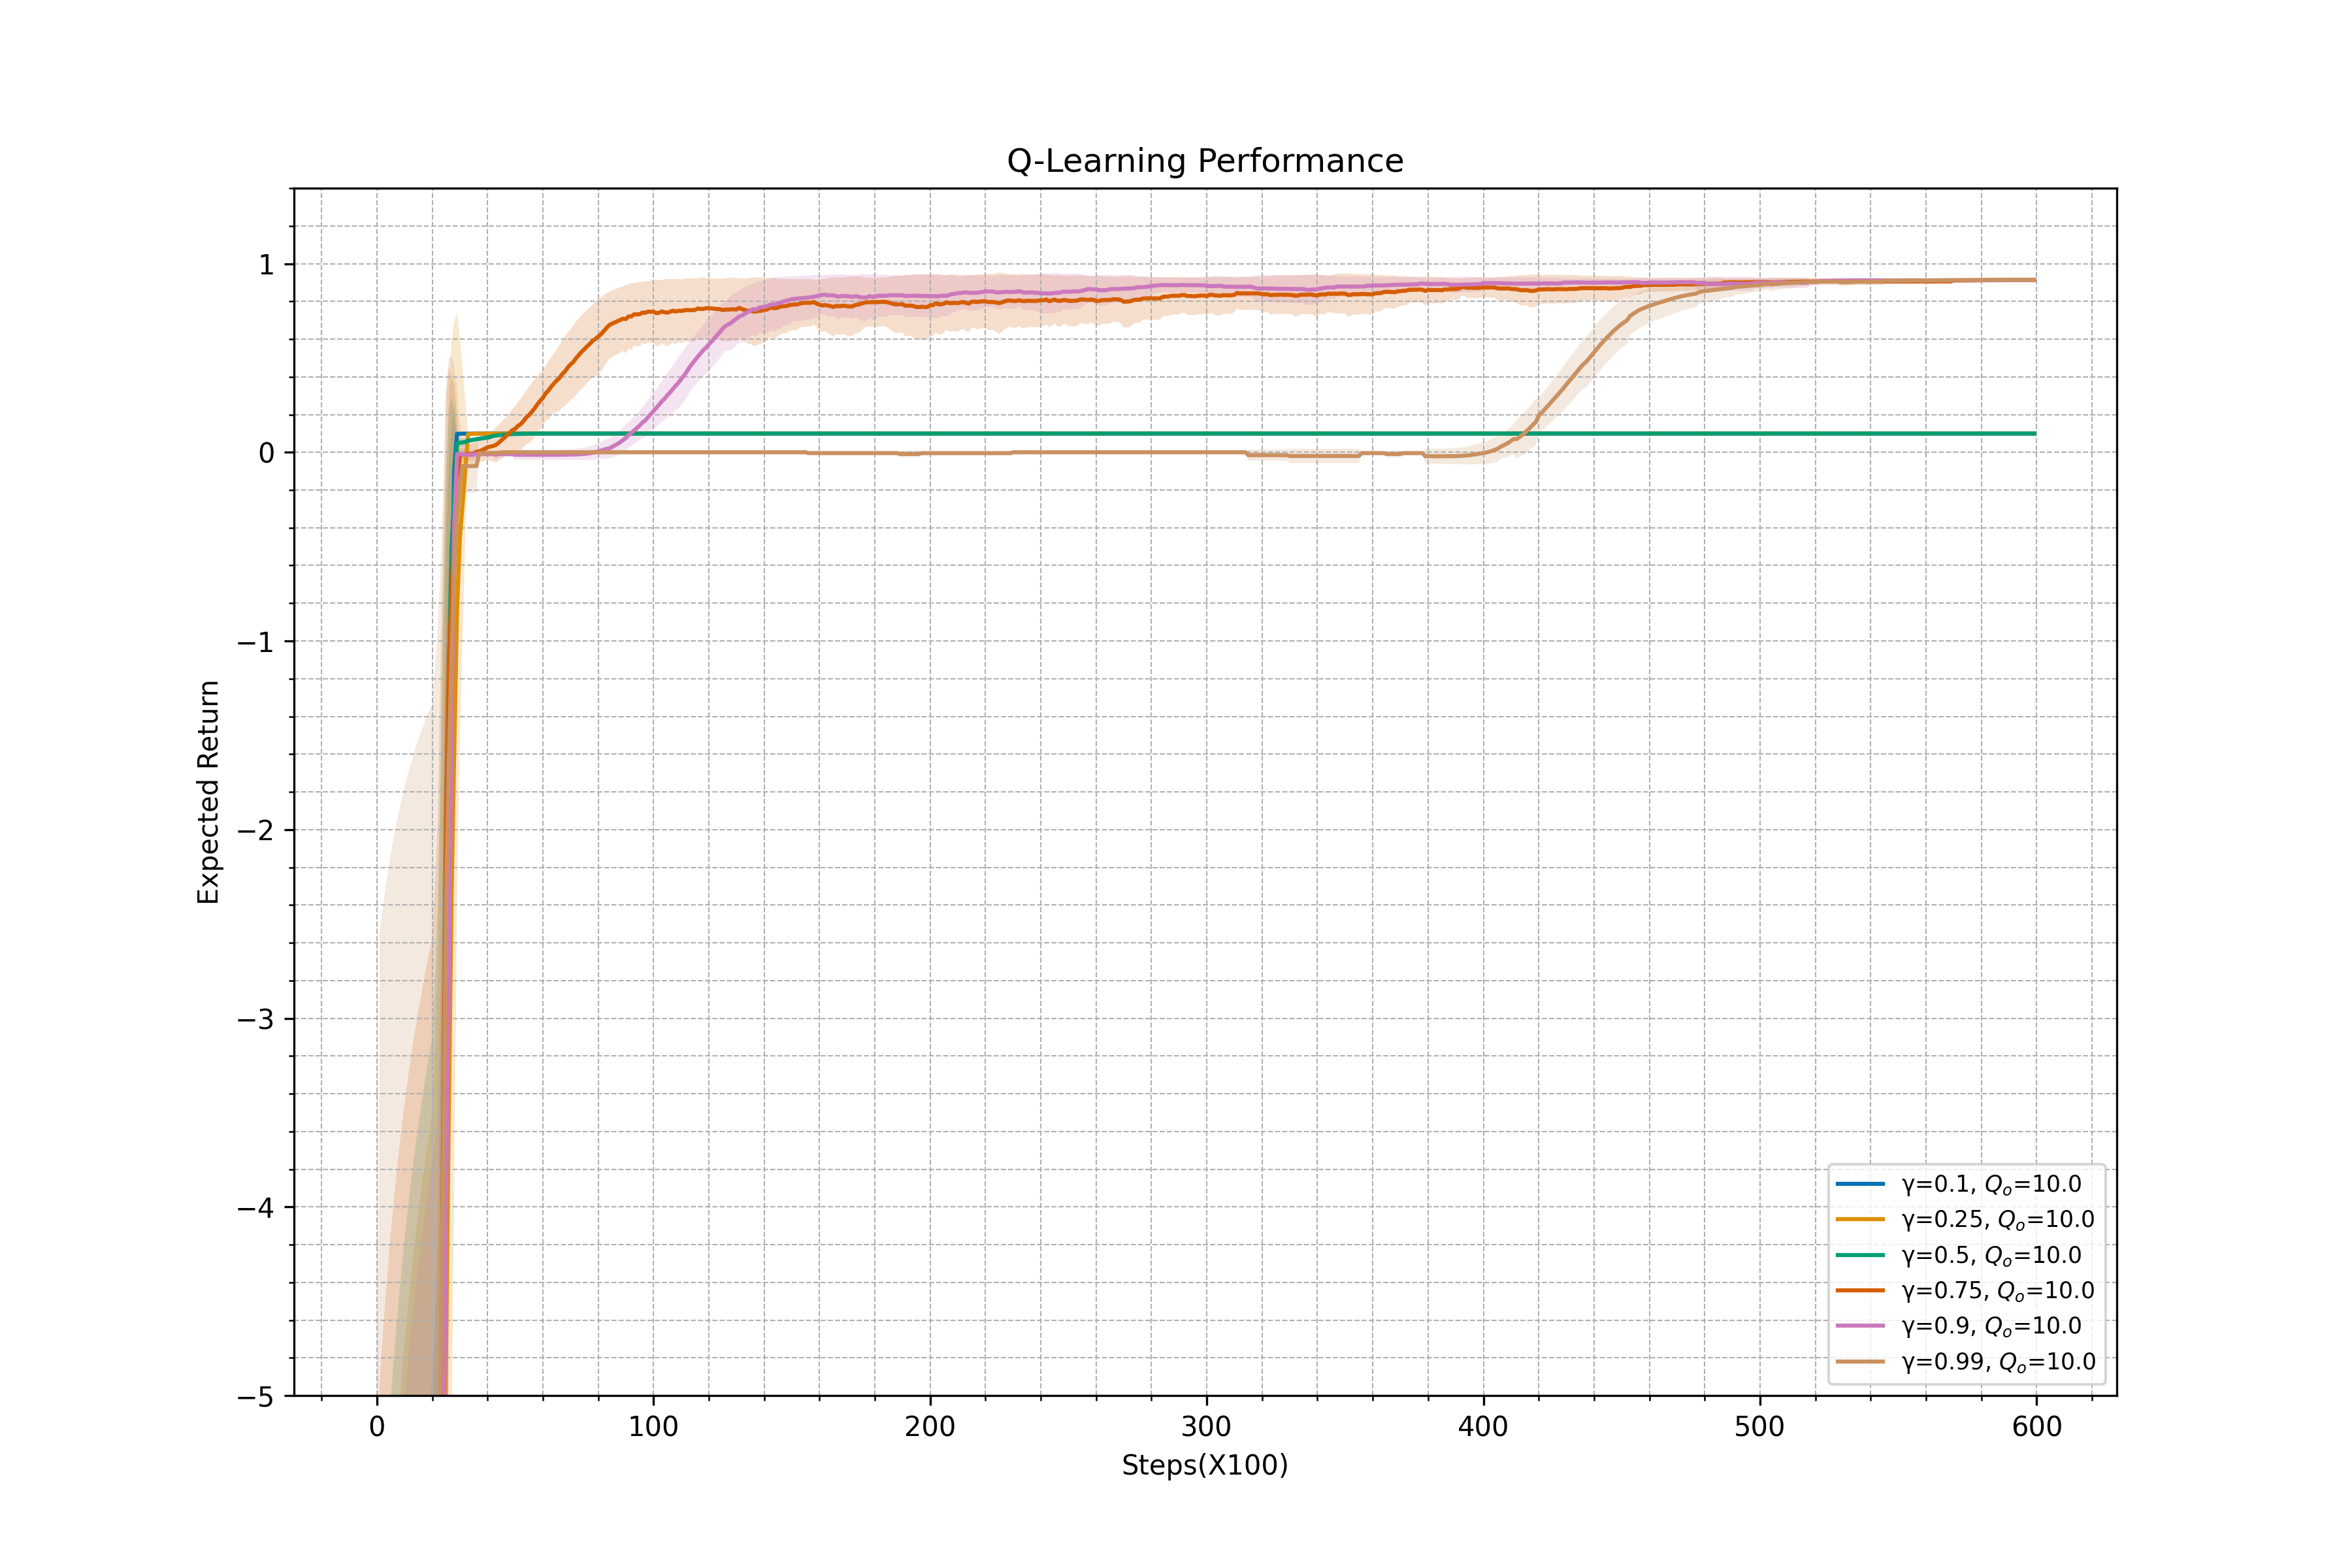 Q-Learning Performance
Expected Return
1
0
−1
−2
−3
−4
−5
0 100 200 300 400 500 600
Steps(X100)
γ=0.1, Qₒ=10.0
γ=0.25, Qₒ=10.0
γ=0.5, Qₒ=10.0
γ=0.75, Qₒ=10.0
γ=0.9, Qₒ=10.0
γ=0.99, Qₒ=10.0